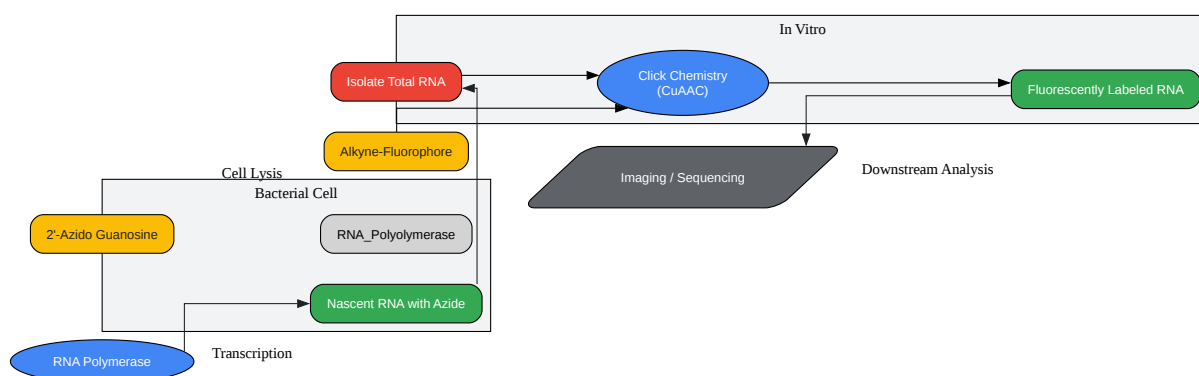 In Vitro
Isolate Total RNA
Click Chemistry
(CuAAC)
Fluorescently Labeled RNA
Alkyne-Fluorophore
Imaging / Sequencing
Downstream Analysis
Cell Lysis
Bacterial Cell
2'-Azido Guanosine
RNA_Polyolymerase
Nascent RNA with Azide
RNA Polymerase
Transcription